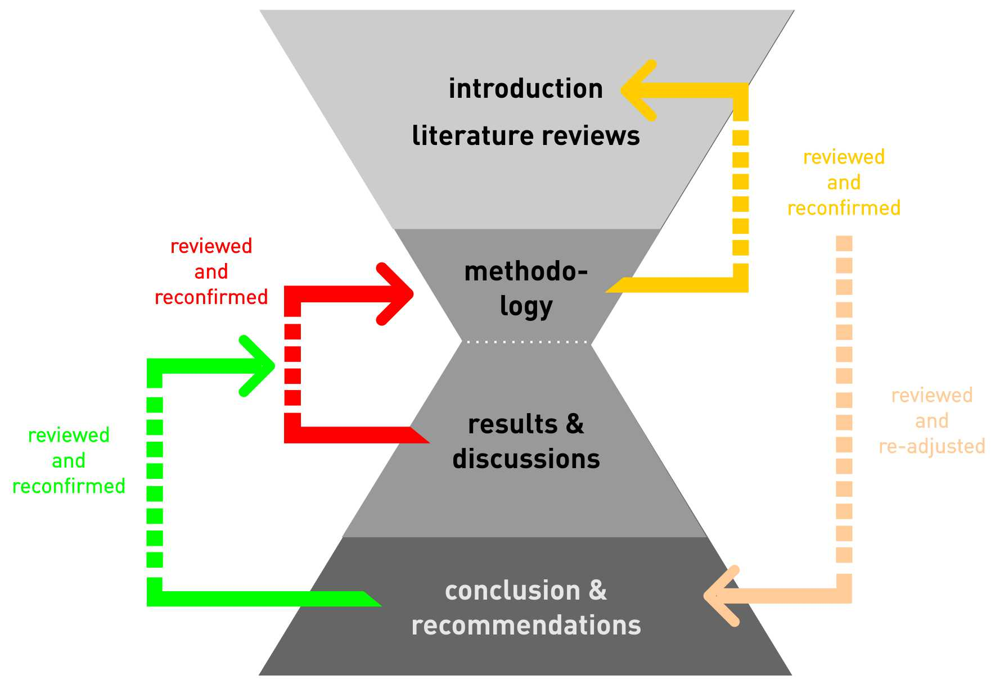 introduction
literature reviews
reviewed
and
reconfirmed
reviewed
and
reconfirmed
methodo-
logy
reviewed
and
re-adjusted
results &
discussions
reviewed
and
reconfirmed
conclusion &
recommendations